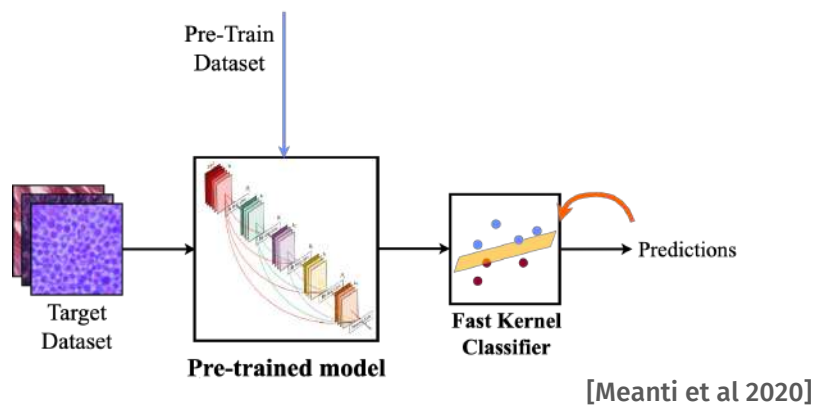 Pre-Train
Dataset
Target
Dataset
Pre-trained model
Fast Kernel
Classifier
Predictions
[Meanti et al 2020]